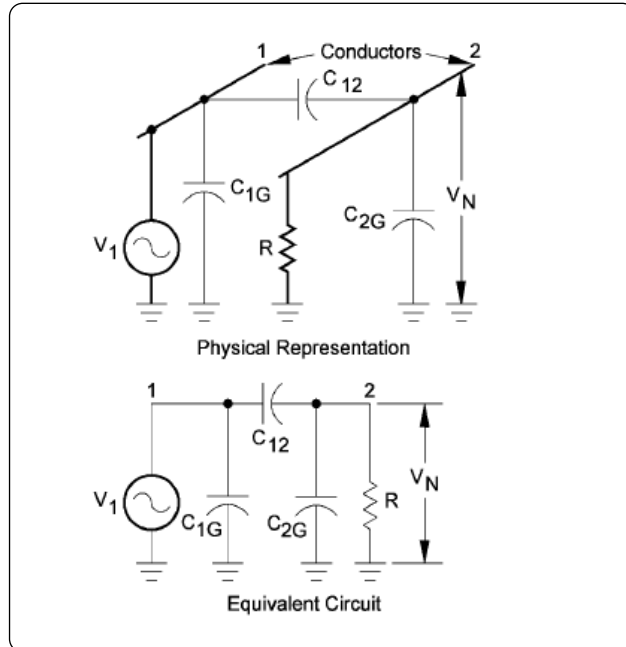 1 Conductors 2
C12
C1G
C2G
VN
V1
R
Physical Representation
1 2
C12
V1
C1G
C2G
R
VN
Equivalent Circuit